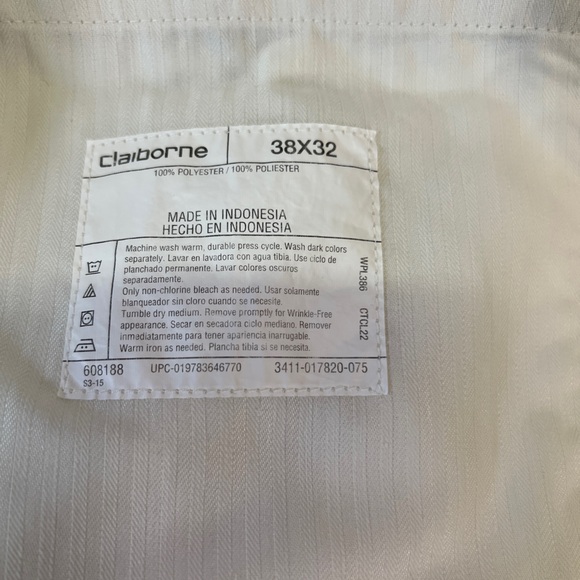 claiborne 38X32
100% POLYESTER / 100% POLIESTER
MADE IN INDONESIA
HECHO EN INDONESIA
Machine wash warm, durable press cycle. Wash dark colors
separately. Lavar en lavadora con agua tibia. Use ciclo de
planchado permanente. Lavar colores oscuros
separadamente.
Only non-chlorine bleach as needed. Usar solamente
blanqueador sin cloro cuando se necesite.
Tumble dry medium. Remove promptly for Wrinkle-Free
appearance. Secar en secadora ciclo mediano. Remover
inmediatamente para tener apariencia inarrugable.
Warm iron as needed. Plancha tibia si se necesita.
WPL386 CTCL22
608188 UPC-019783646770 3411-017820-075
S3-15